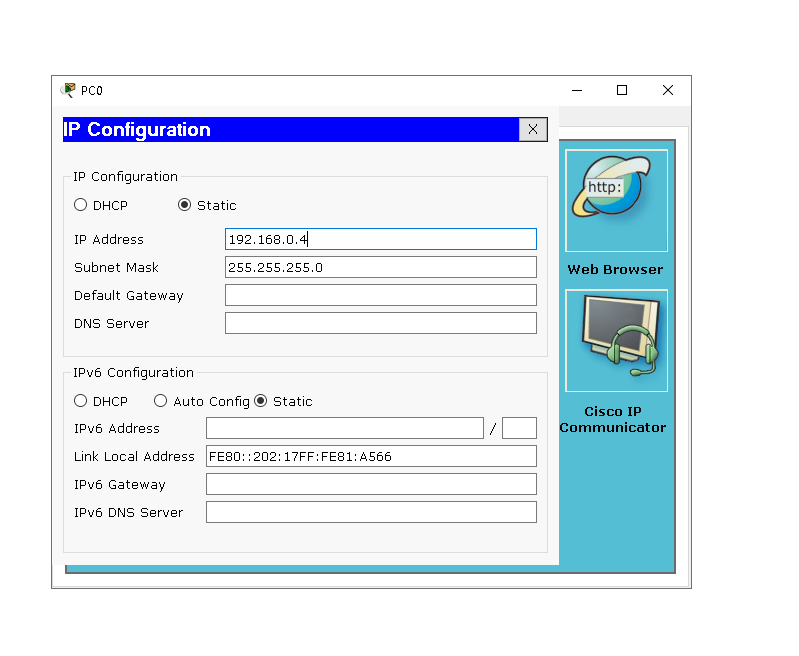 PC0
IP Configuration X
IP Configuration
DHCP Static
IP Address 192.168.0.4
Subnet Mask 255.255.255.0
Default Gateway
DNS Server
IPv6 Configuration
DHCP Auto Config Static
IPv6 Address /
Link Local Address FE80::202:17FF:FE81:A566
IPv6 Gateway
IPv6 DNS Server
http:
Web Browser
Cisco IP
Communicator